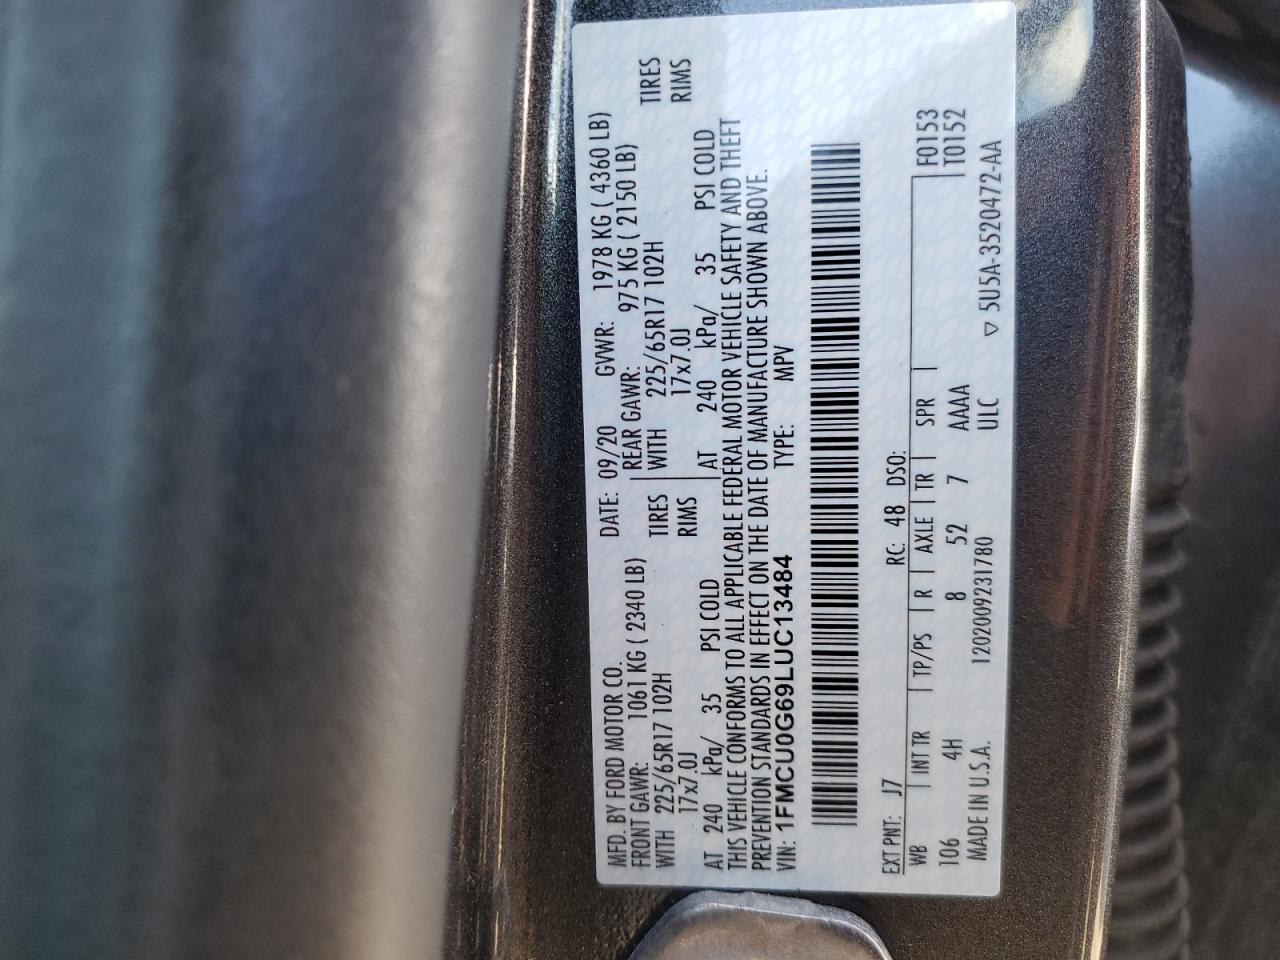 MFD. BY FORD MOTOR CO. DATE: 09/20 GVWR: 1978 KG ( 4360 LB)
FRONT GAWR: 1061 KG ( 2340 LB) REAR GAWR: 975 KG ( 2150 LB)
WITH 225/65R17 102H TIRES WITH 225/65R17 102H TIRES
17x7.0J RIMS 17x7.0J RIMS
AT 240 kPa/ 35 PSI COLD AT 240 kPa/ 35 PSI COLD
THIS VEHICLE CONFORMS TO ALL APPLICABLE FEDERAL MOTOR VEHICLE SAFETY AND THEFT
PREVENTION STANDARDS IN EFFECT ON THE DATE OF MANUFACTURE SHOWN ABOVE.
VIN: 1FMCU0G69LUC13484 TYPE: MPV
EXT PNT: J7 RC: 48 DSO:
WB INT TR TP/PS R AXLE TR SPR F0153
106 4H 8 52 7 AAAA T0152
MADE IN U.S.A. 1202009231780 ULC ▽ 5U5A-3520472-AA